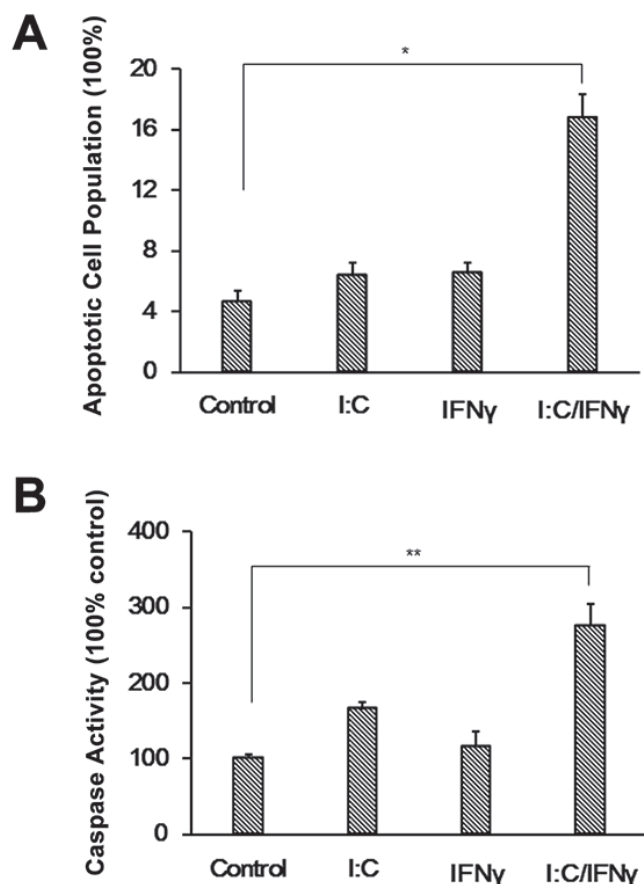 A
Apoptotic Cell Population (100%)
20
16
12
8
4
0
*
Control I:C IFNγ I:C/IFNγ
B
Caspase Activity (100% control)
400
300
200
100
0
**
Control I:C IFNγ I:C/IFNγ